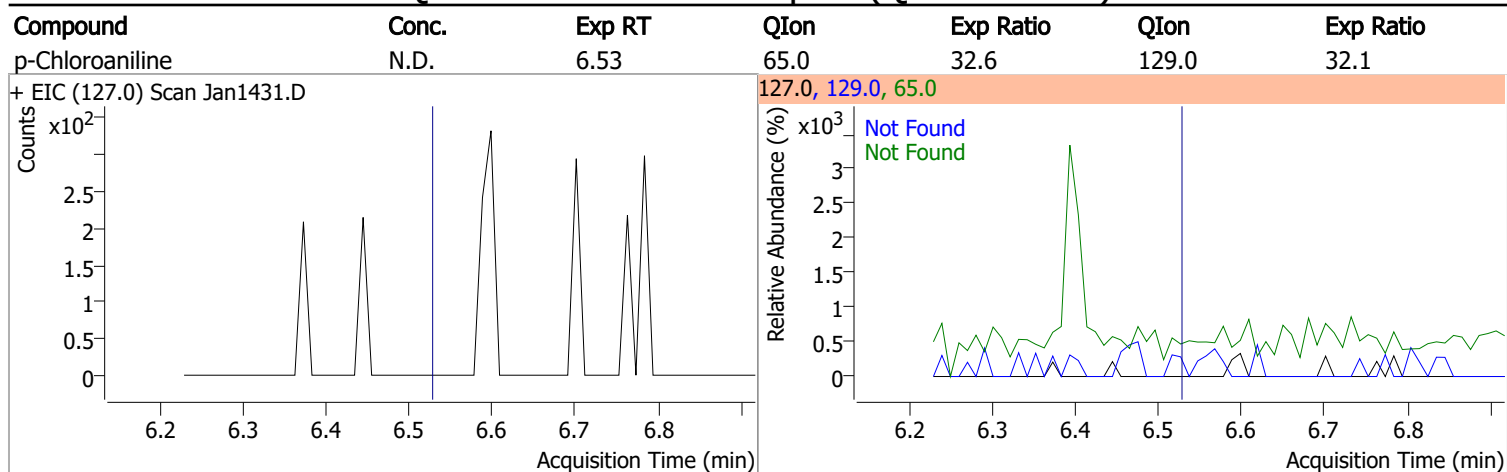 Compound Conc. Exp RT QIon Exp Ratio QIon Exp Ratio
p-Chloroaniline N.D. 6.53 65.0 32.6 129.0 32.1
+ EIC (127.0) Scan Jan1431.D
Counts
x10²
2.5
2
1.5
1
0.5
0
6.2 6.3 6.4 6.5 6.6 6.7 6.8
Acquisition Time (min)
127.0, 129.0, 65.0
Relative Abundance (%)
x10³
Not Found
Not Found
3
2.5
2
1.5
1
0.5
0
6.2 6.3 6.4 6.5 6.6 6.7 6.8
Acquisition Time (min)